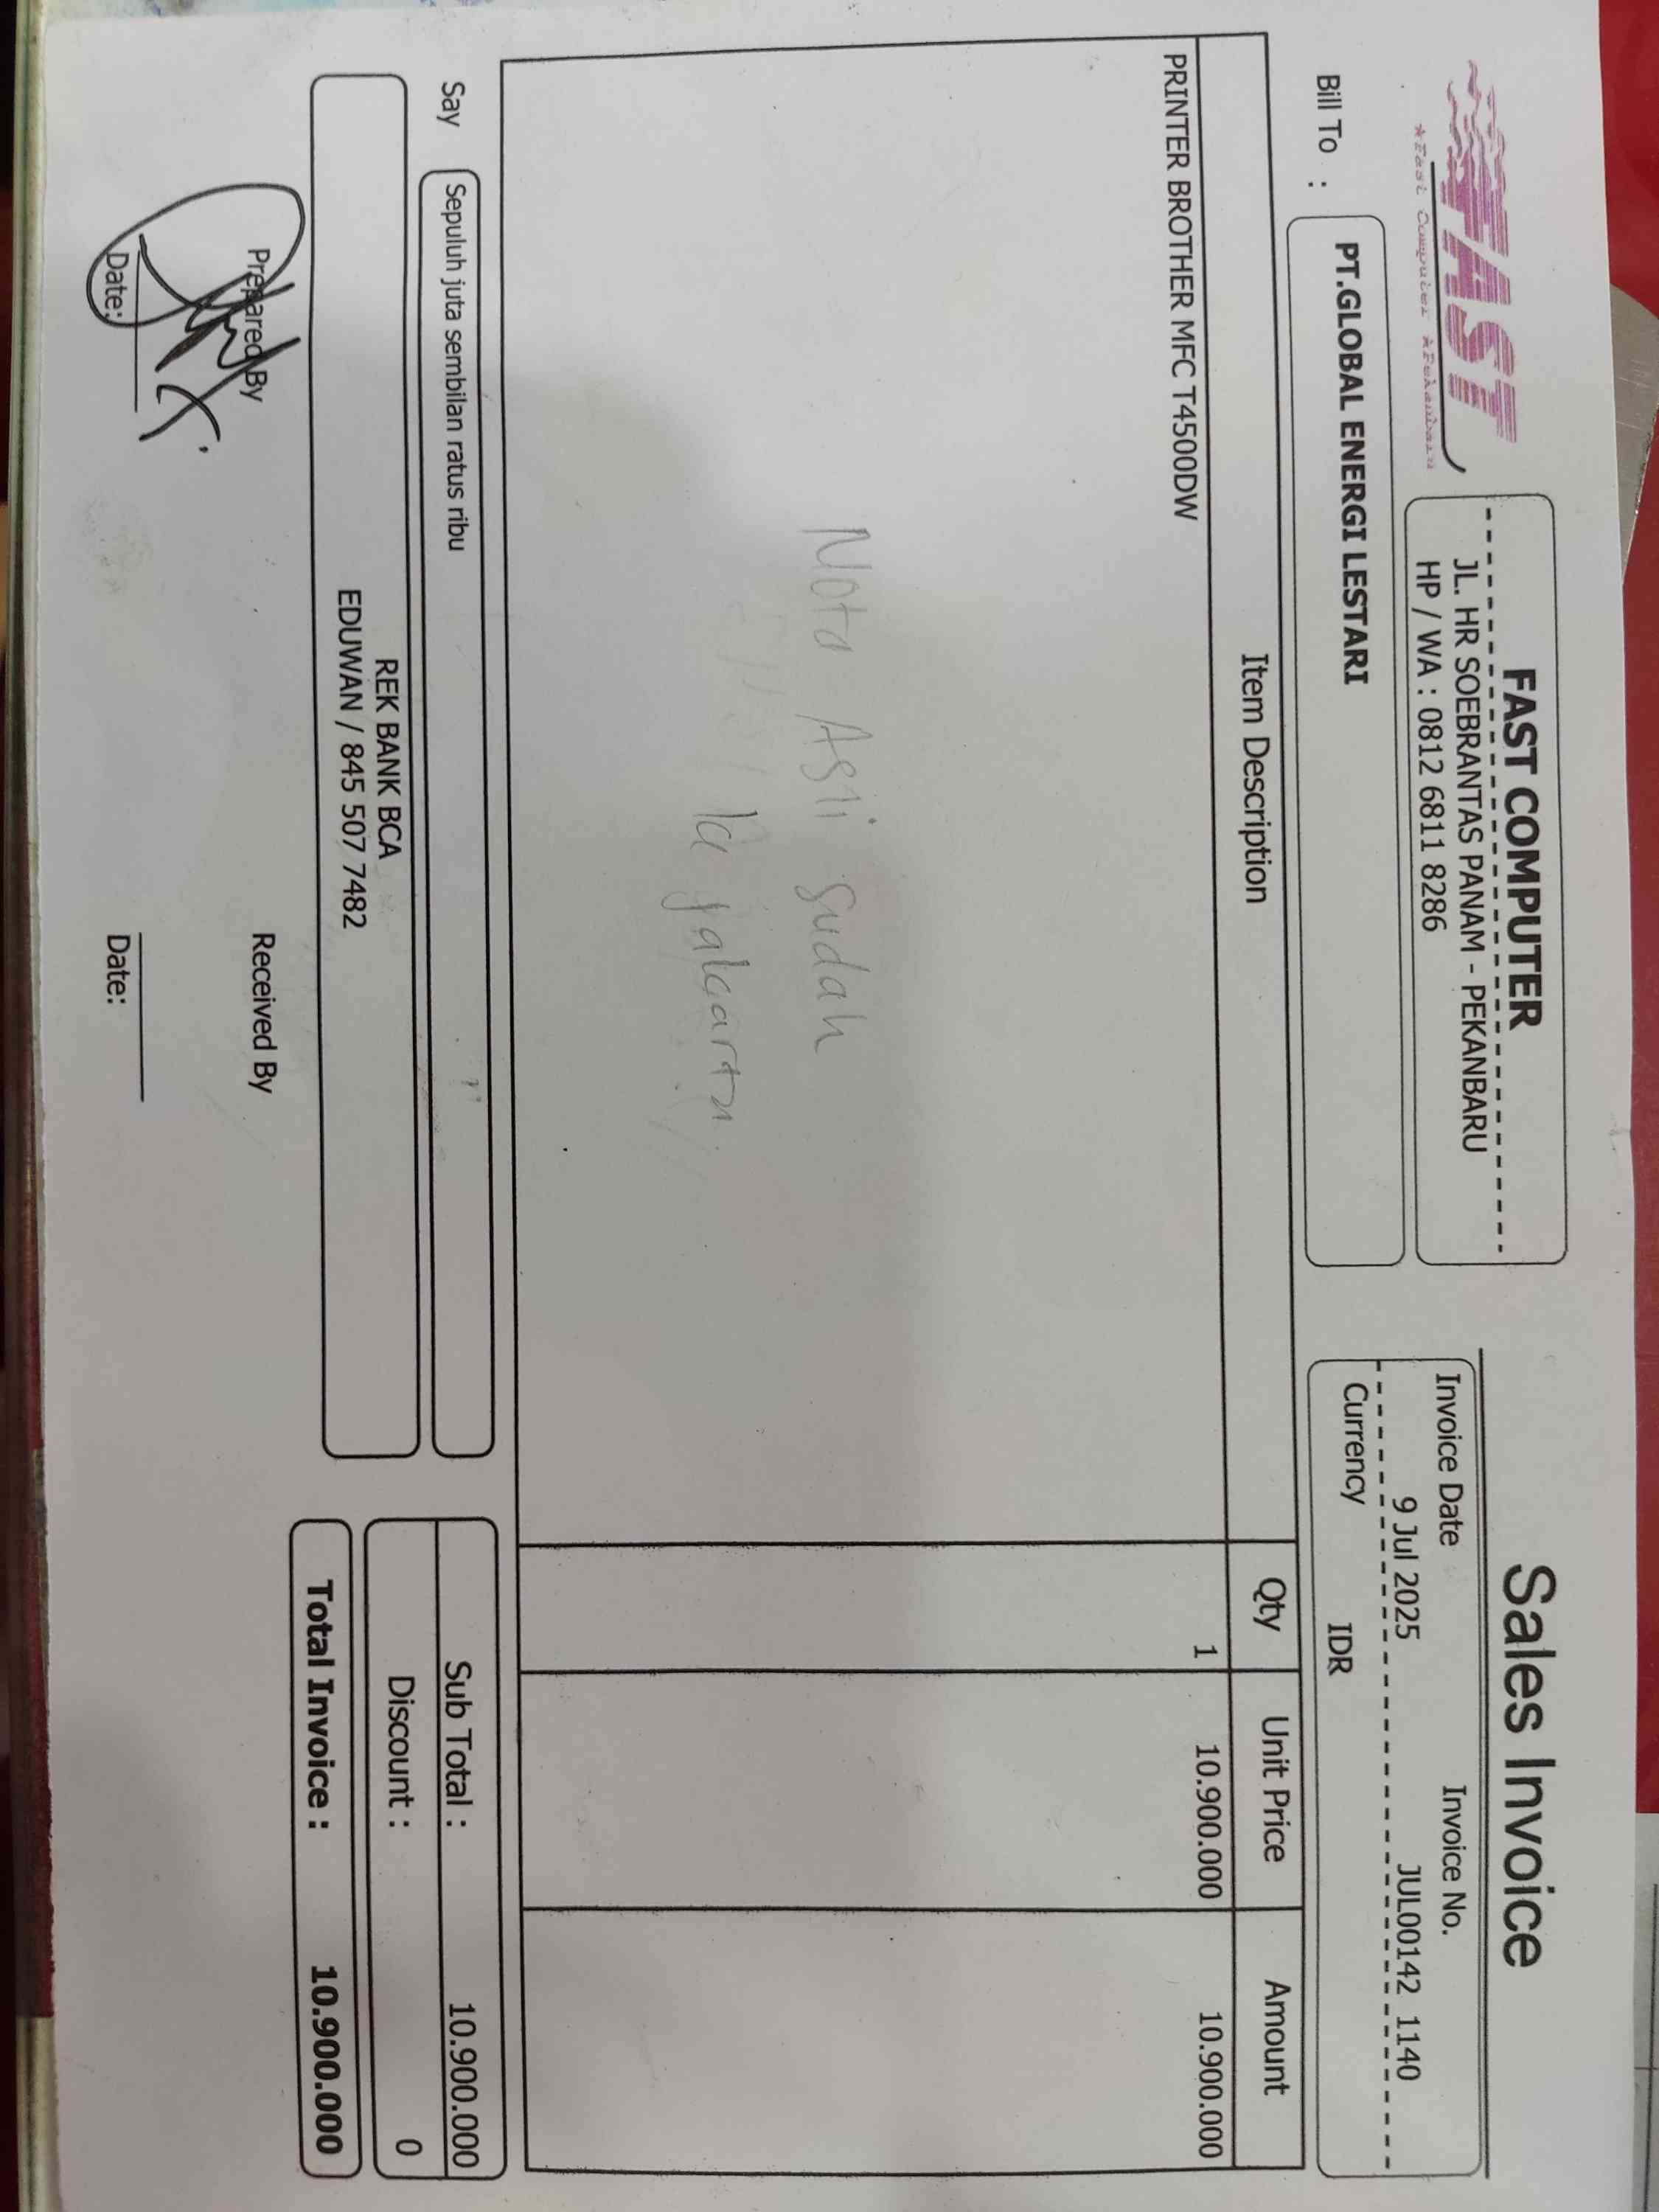 FAST
*Fast Computer *Pekanbaru
FAST COMPUTER
JL. HR SOEBRANTAS PANAM - PEKANBARU
HP / WA : 0812 6811 8286
Sales Invoice
Invoice Date Invoice No.
9 Jul 2025 JUL00142 1140
Currency IDR
Bill To : PT.GLOBAL ENERGI LESTARI
Item Description Qty Unit Price Amount
PRINTER BROTHER MFC T4500DW 1 10.900.000 10.900.000
Nota Asli sudah
Say Sepuluh juta sembilan ratus ribu
Sub Total : 10.900.000
Discount : 0
Total Invoice : 10.900.000
REK BANK BCA
EDUWAN / 845 507 7482
Prepared By Received By
Date: Date: